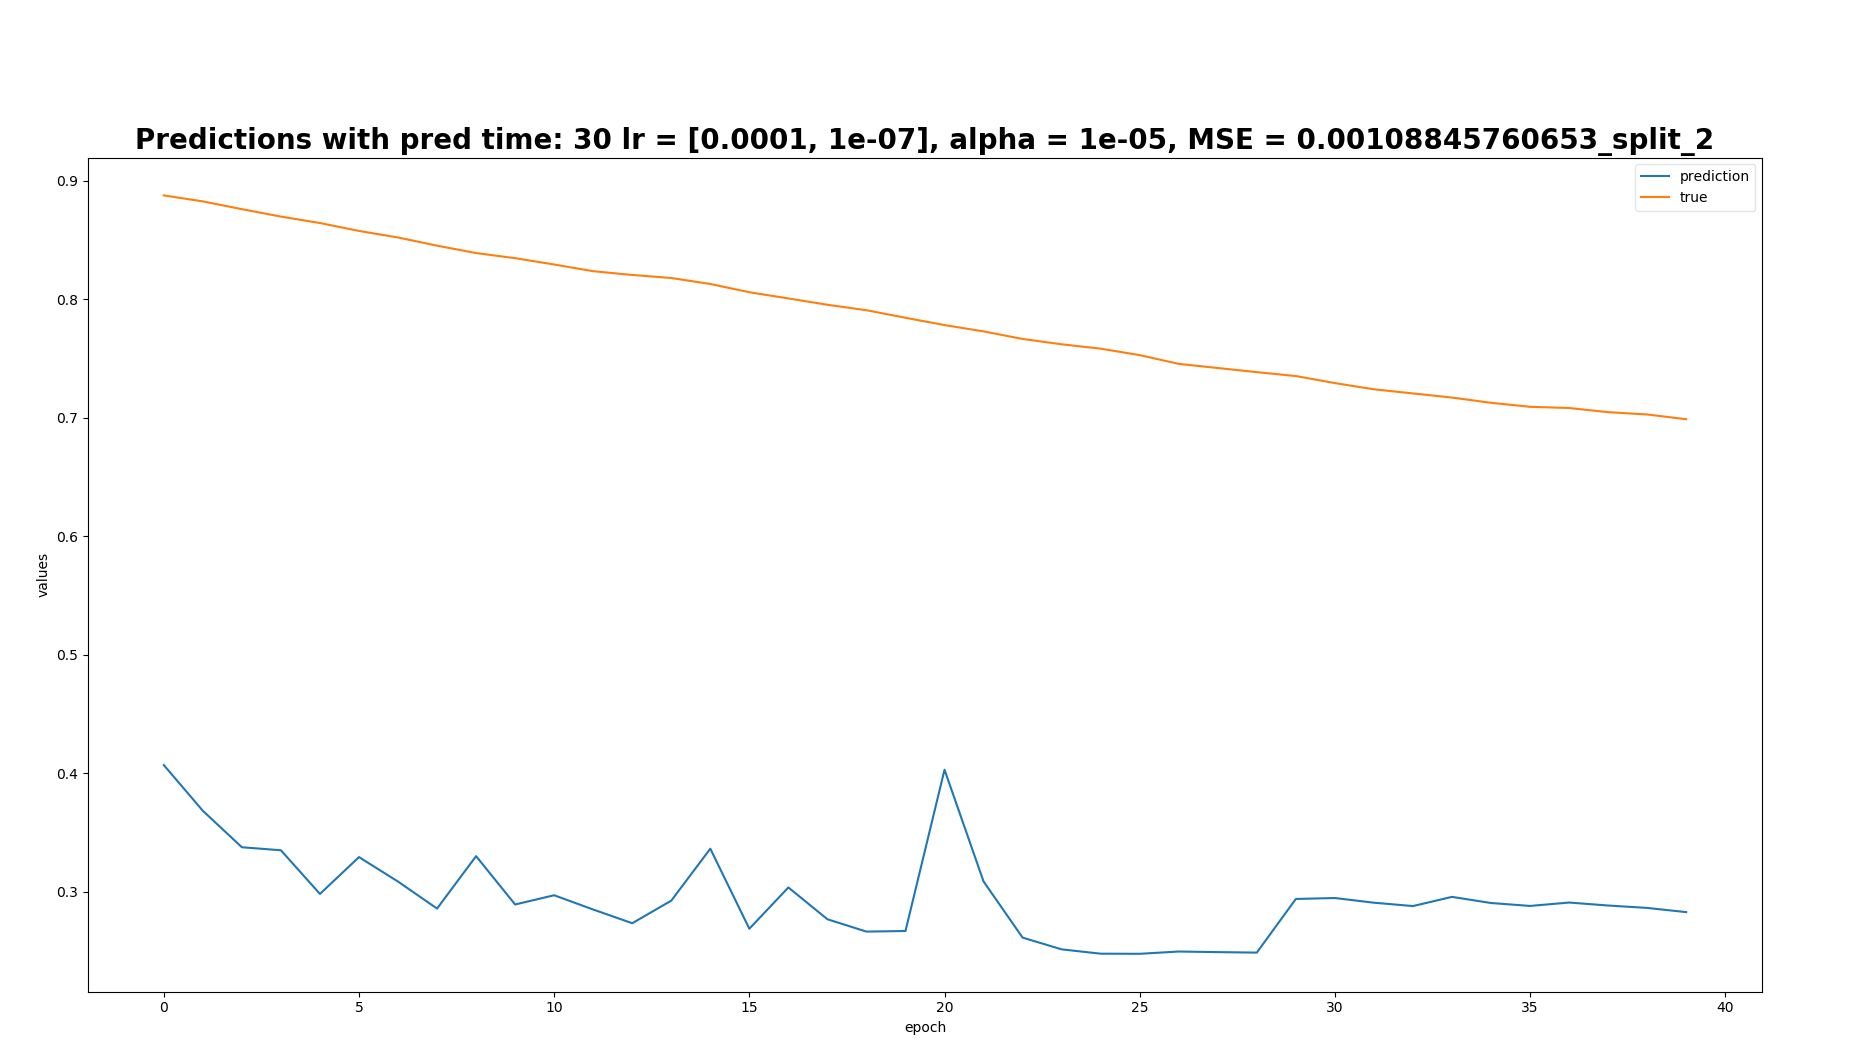 Predictions with pred time: 30 lr = [0.0001, 1e-07], alpha = 1e-05, MSE = 0.00108845760653_split_2
prediction
true
0.9
0.8
0.7
0.6
0.5
0.4
0.3
values
0 5 10 15 20 25 30 35 40
epoch